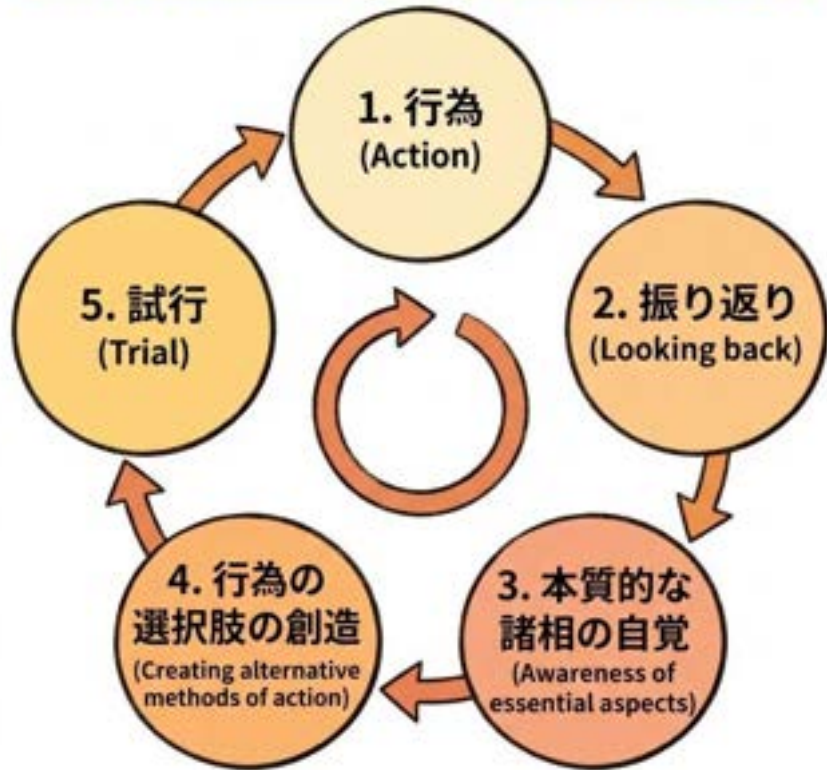 1. 行為
(Action)
2. 振り返り
(Looking back)
3. 本質的な
諸相の自覚
(Awareness of
essential aspects)
4. 行為の
選択肢の創造
(Creating alternative
methods of action)
5. 試行
(Trial)